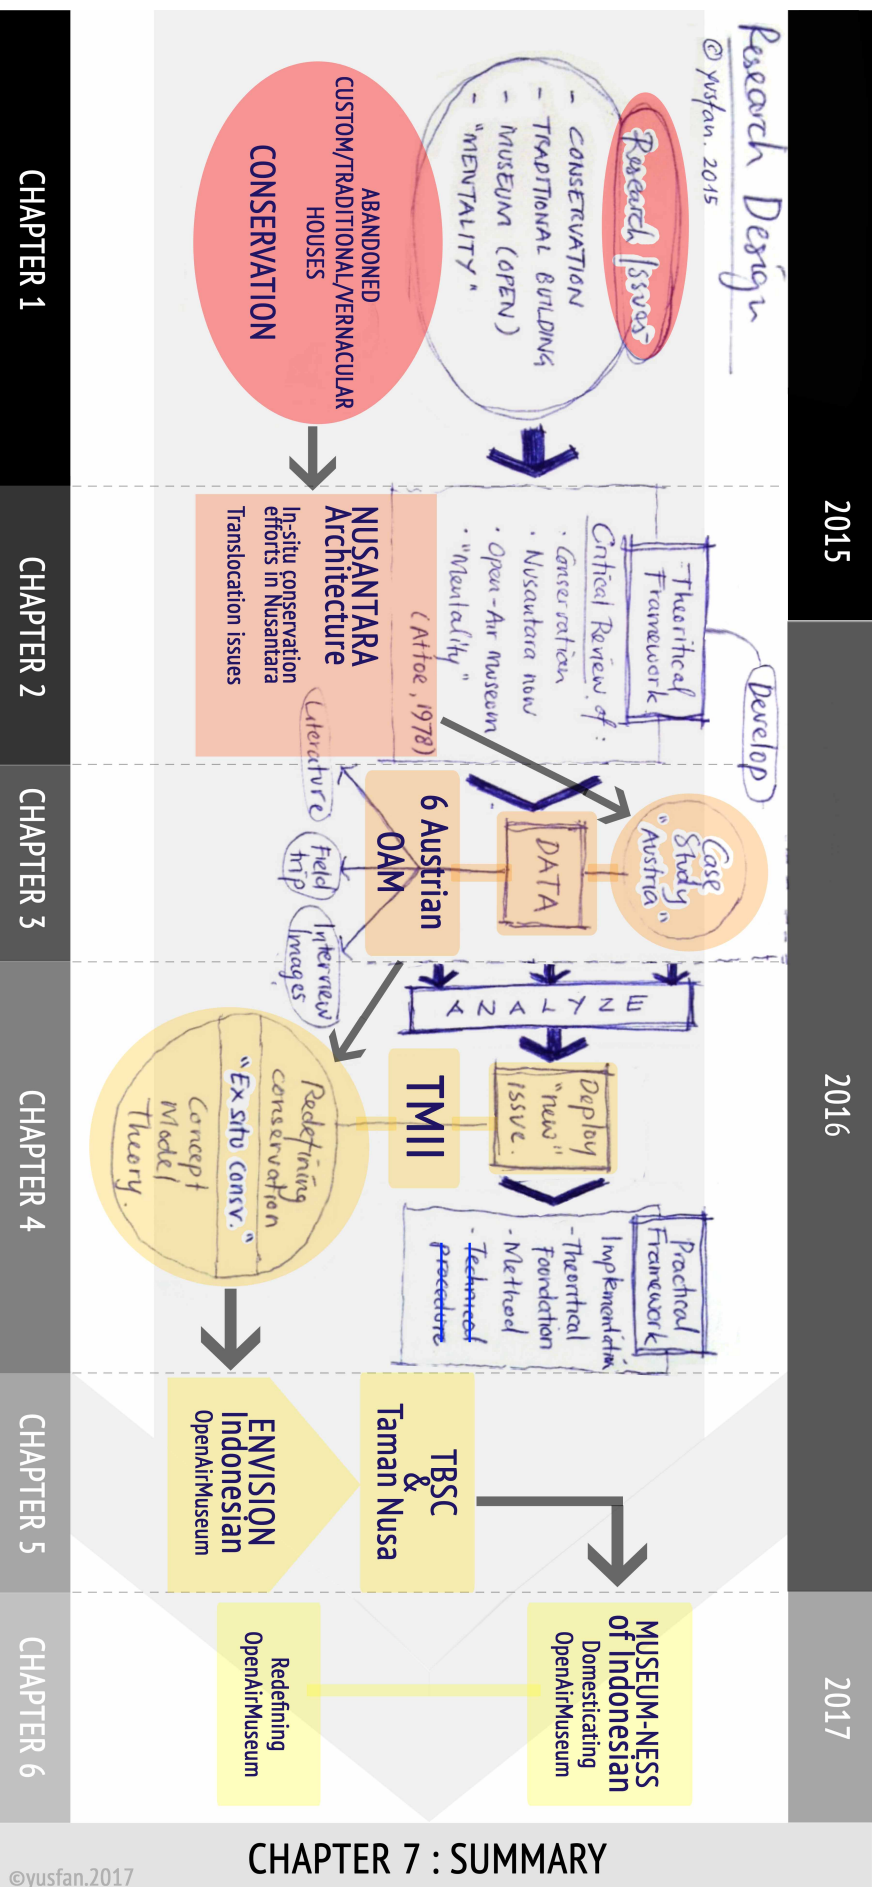 Research Design
© yusfan, 2015
2015
2016
2017
Research Issues
- CONSERVATION
- TRADITIONAL BUILDING
- MUSEUM (OPEN)
- "MENTALITY"
ABANDONED
CUSTOM/TRADITIONAL/VERNACULAR
HOUSES
CONSERVATION
Develop
Theoritical
Framework
Critical Review of :
· Conservation
· Nusantara now
· Open-Air Museum
· "Mentality"
(Attoe, 1978)
NUSANTARA
Architecture
In-situ conservation
efforts in Nusantara
Translocation issues
Case
Study
"Austria"
DATA
6 Austrian
OAM
Literature
Field
trip
Interview
Images
ANALYZE
Deploy
"new"
issue.
TMII
Redefining
conservation
"Ex situ consv."
Concept
Model
Theory.
Practical
Framework
Implementation
- Theoritical
Foundation
· Method
· Technical
procedure
TBSC
&
Taman Nusa
ENVISION
Indonesian
OpenAirMuseum
MUSEUM-NESS
of Indonesian
Domesticating
OpenAirMuseum
Redefining
OpenAirMuseum
CHAPTER 1
CHAPTER 2
CHAPTER 3
CHAPTER 4
CHAPTER 5
CHAPTER 6
CHAPTER 7 : SUMMARY
©yusfan.2017